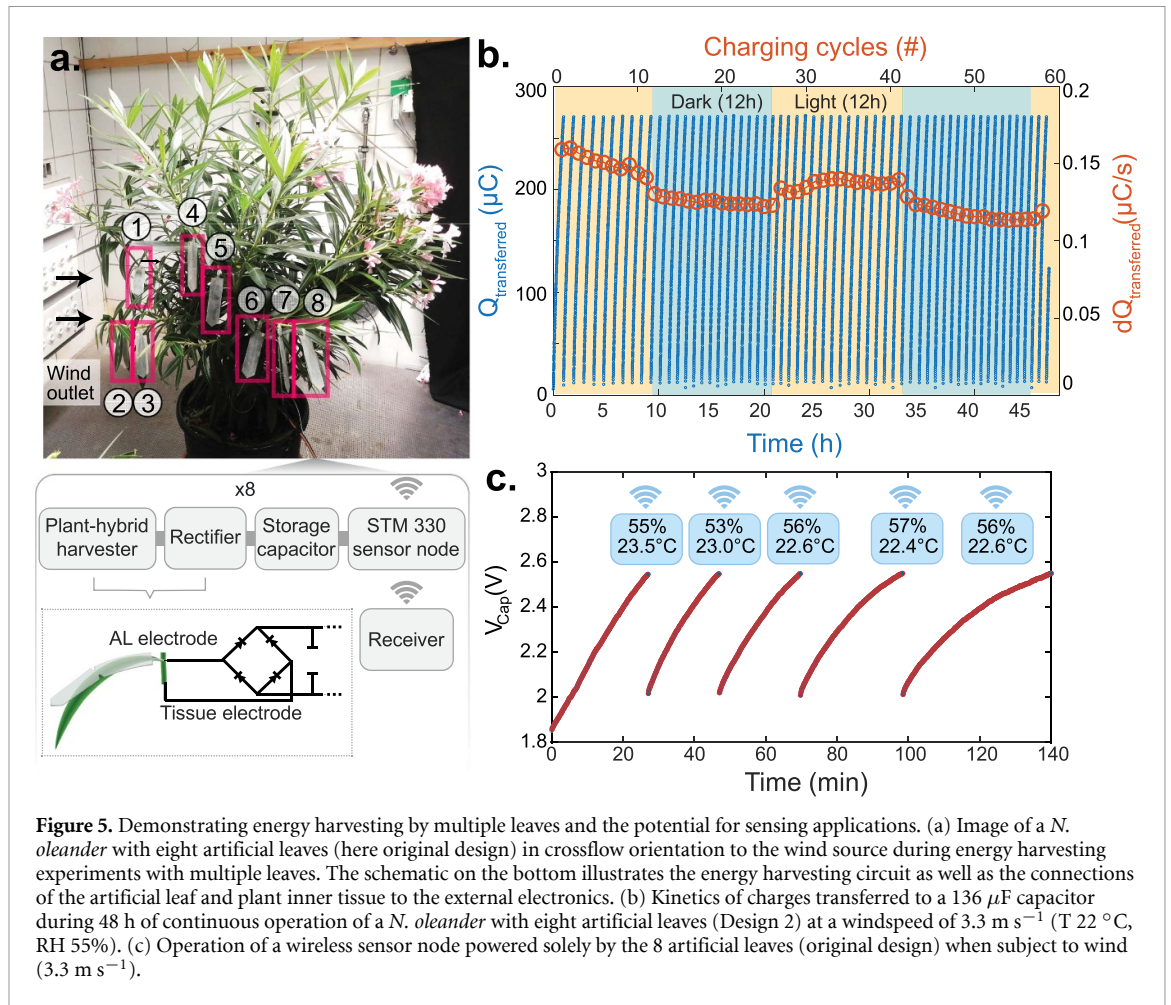 a.
1
4
5
6
7
8
2
3
Wind
outlet
x8
Plant-hybrid
harvester
Rectifier
Storage
capacitor
STM 330
sensor node
Receiver
AL electrode
Tissue electrode
b.
Charging cycles (#)
0 10 20 30 40 50 60
Dark (12h) Light (12h)
300
200
100
0
Q transferred (µC)
0.2
0.15
0.1
0.05
0
dQ transferred (µC/s)
0 5 10 15 20 25 30 35 40 45
Time (h)
c.
3
2.8
2.6
2.4
2.2
2
1.8
V Cap (V)
55%
23.5°C
53%
23.0°C
56%
22.6°C
57%
22.4°C
56%
22.6°C
0 20 40 60 80 100 120 140
Time (min)
Figure 5. Demonstrating energy harvesting by multiple leaves and the potential for sensing applications. (a) Image of a N.
oleander with eight artificial leaves (here original design) in crossflow orientation to the wind source during energy harvesting
experiments with multiple leaves. The schematic on the bottom illustrates the energy harvesting circuit as well as the connections
of the artificial leaf and plant inner tissue to the external electronics. (b) Kinetics of charges transferred to a 136 µF capacitor
during 48 h of continuous operation of a N. oleander with eight artificial leaves (Design 2) at a windspeed of 3.3 m s⁻¹ (T 22 °C,
RH 55%). (c) Operation of a wireless sensor node powered solely by the 8 artificial leaves (original design) when subject to wind
(3.3 m s⁻¹).